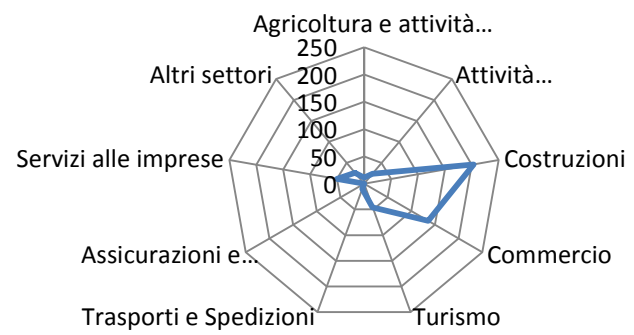 Agricoltura e attività...
250
200
150
100
50
0
Altri settori
Attività...
Servizi alle imprese
Costruzioni
Assicurazioni e...
Commercio
Trasporti e Spedizioni
Turismo